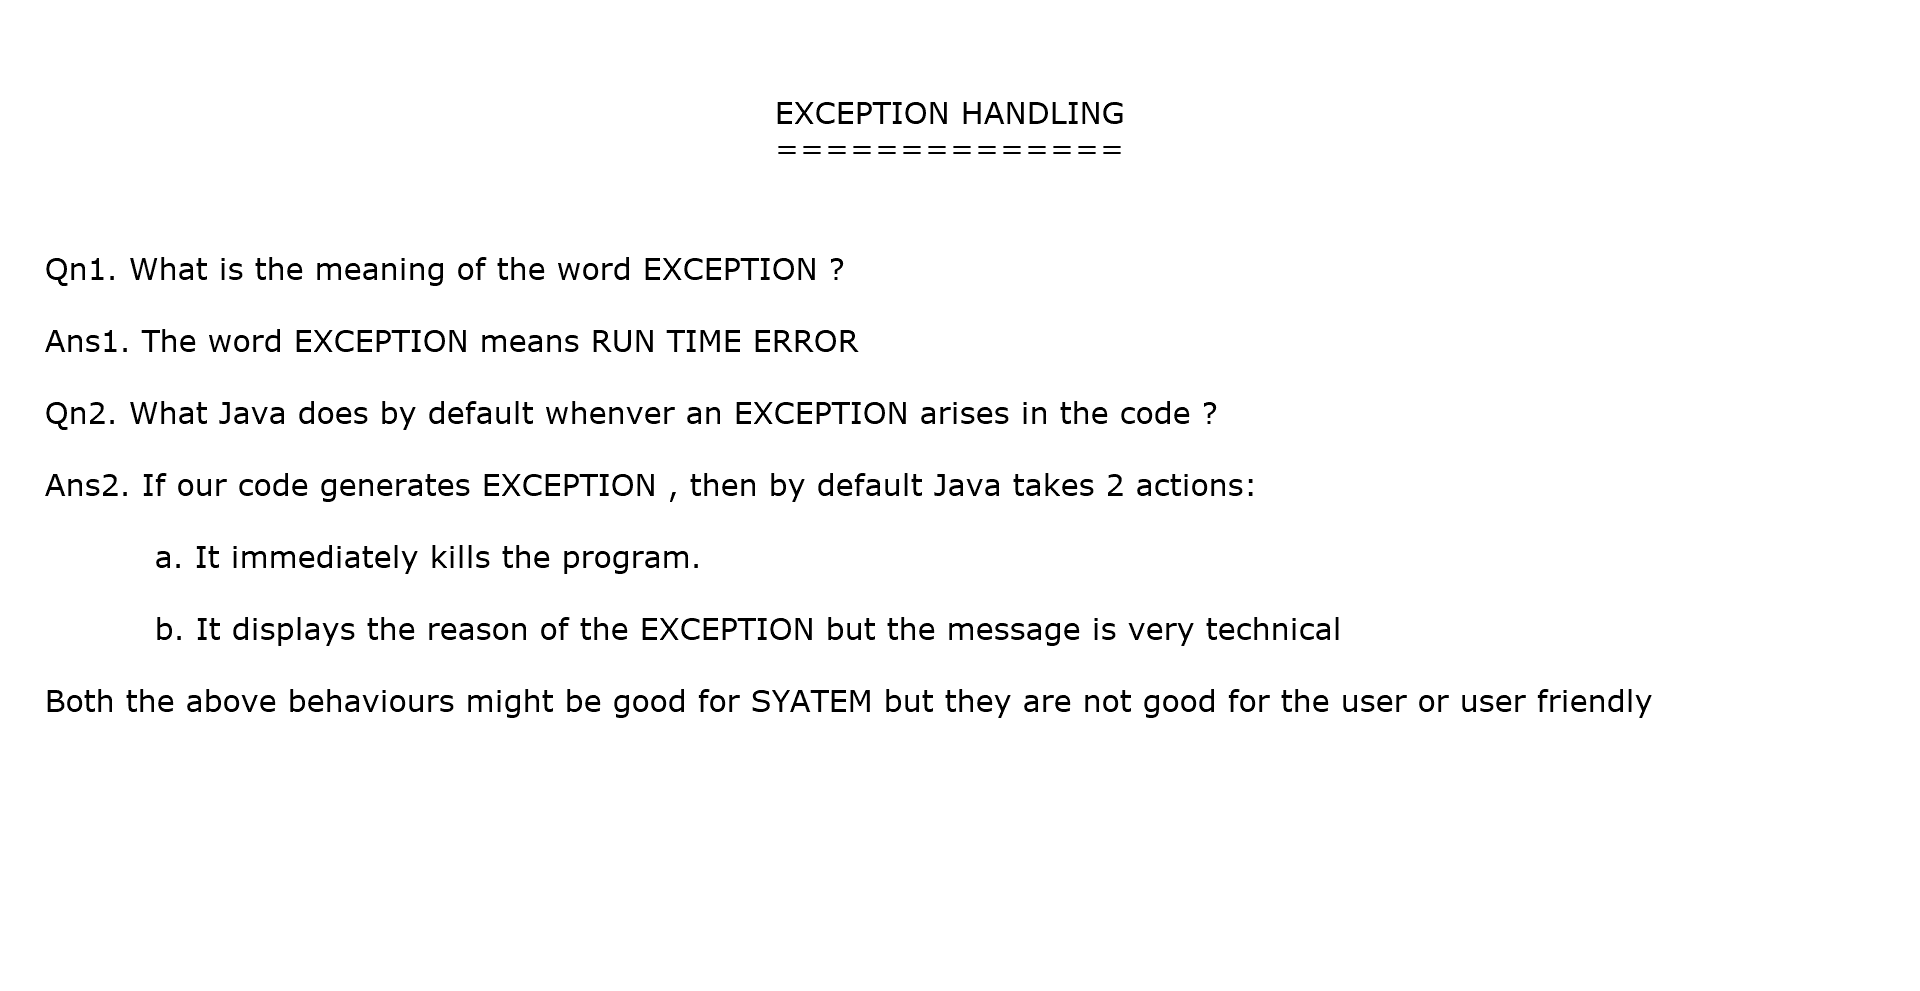 EXCEPTION HANDLING
==============
Qn1. What is the meaning of the word EXCEPTION ?
Ans1. The word EXCEPTION means RUN TIME ERROR
Qn2. What Java does by default whenver an EXCEPTION arises in the code ?
Ans2. If our code generates EXCEPTION , then by default Java takes 2 actions:
a. It immediately kills the program.
b. It displays the reason of the EXCEPTION but the message is very technical
Both the above behaviours might be good for SYATEM but they are not good for the user or user friendly